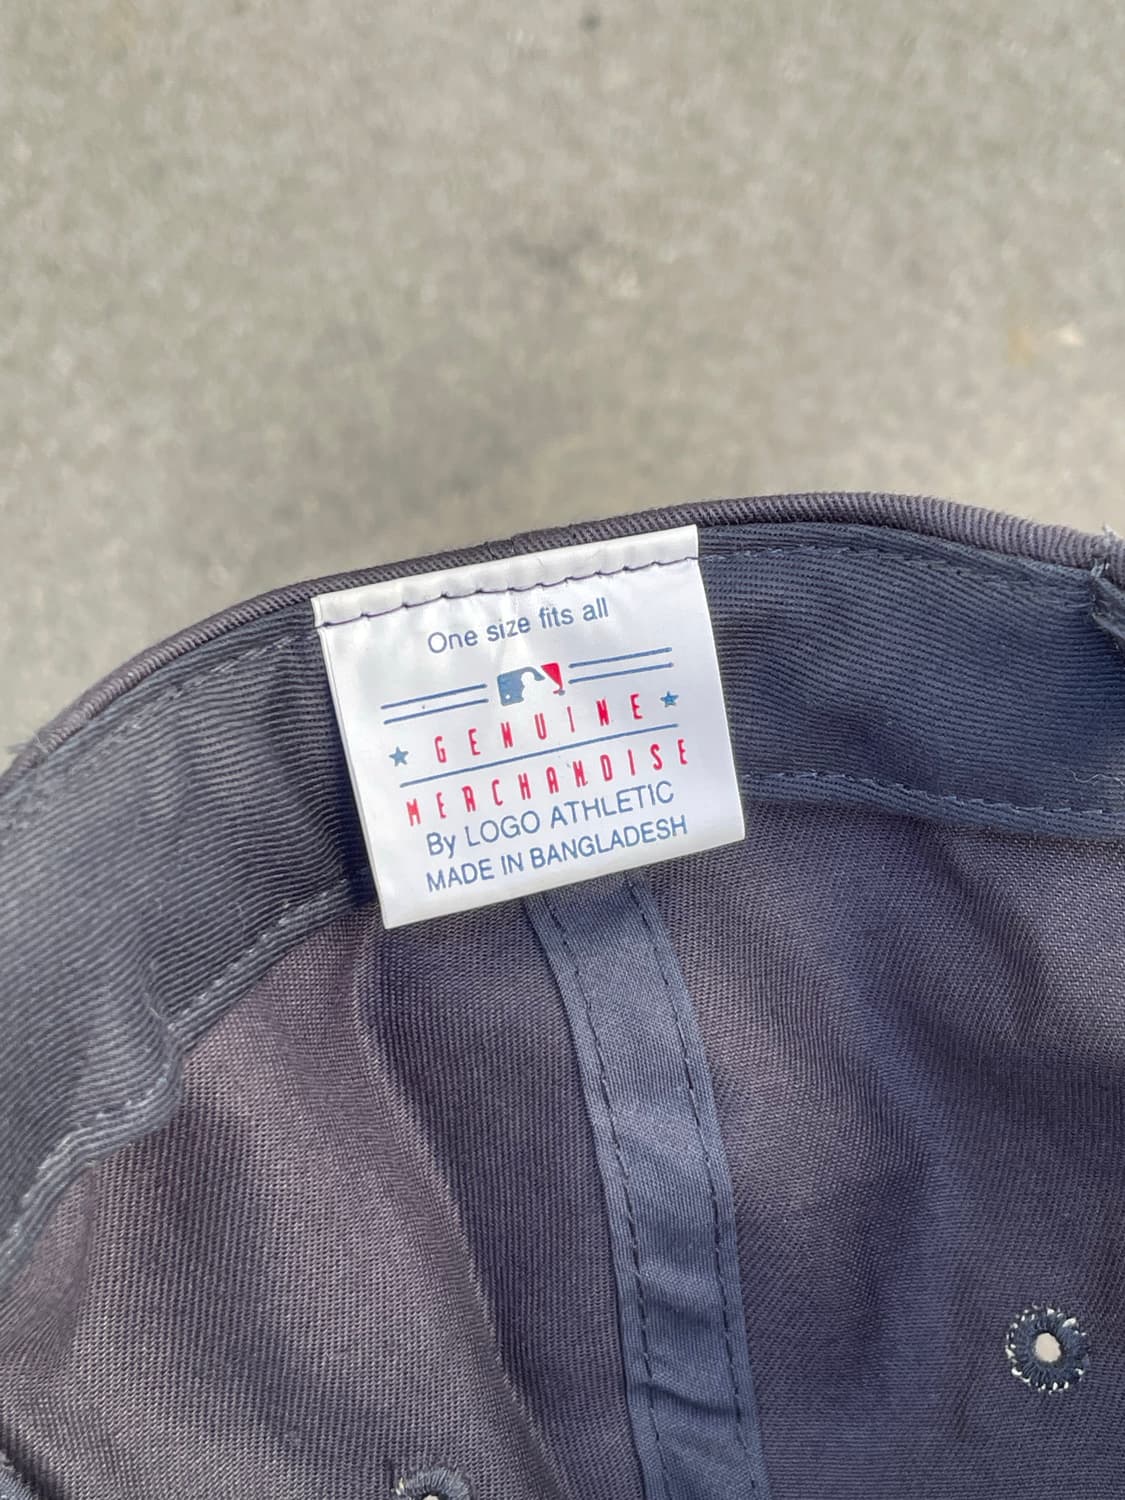 One size fits all
GENUINE
MERCHANDISE
By LOGO ATHLETIC
MADE IN BANGLADESH